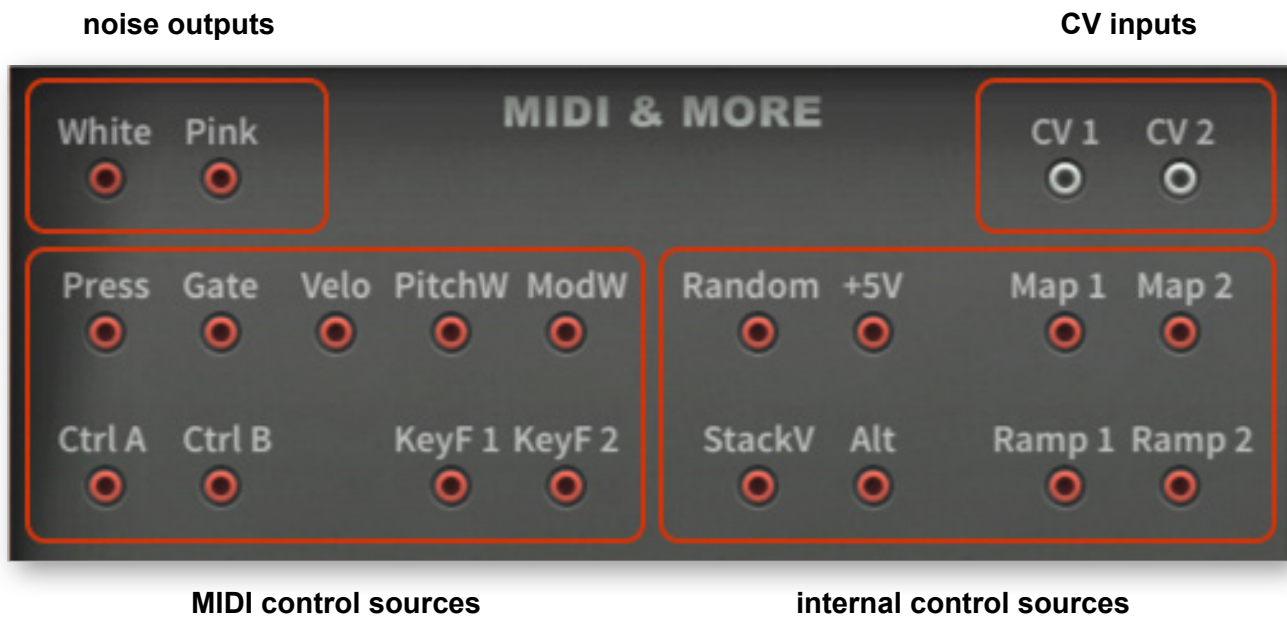 noise outputs CV inputs
MIDI & MORE
White Pink CV 1 CV 2
Press Gate Velo PitchW ModW Random +5V Map 1 Map 2
Ctrl A Ctrl B KeyF 1 KeyF 2 StackV Alt Ramp 1 Ramp 2
MIDI control sources internal control sources